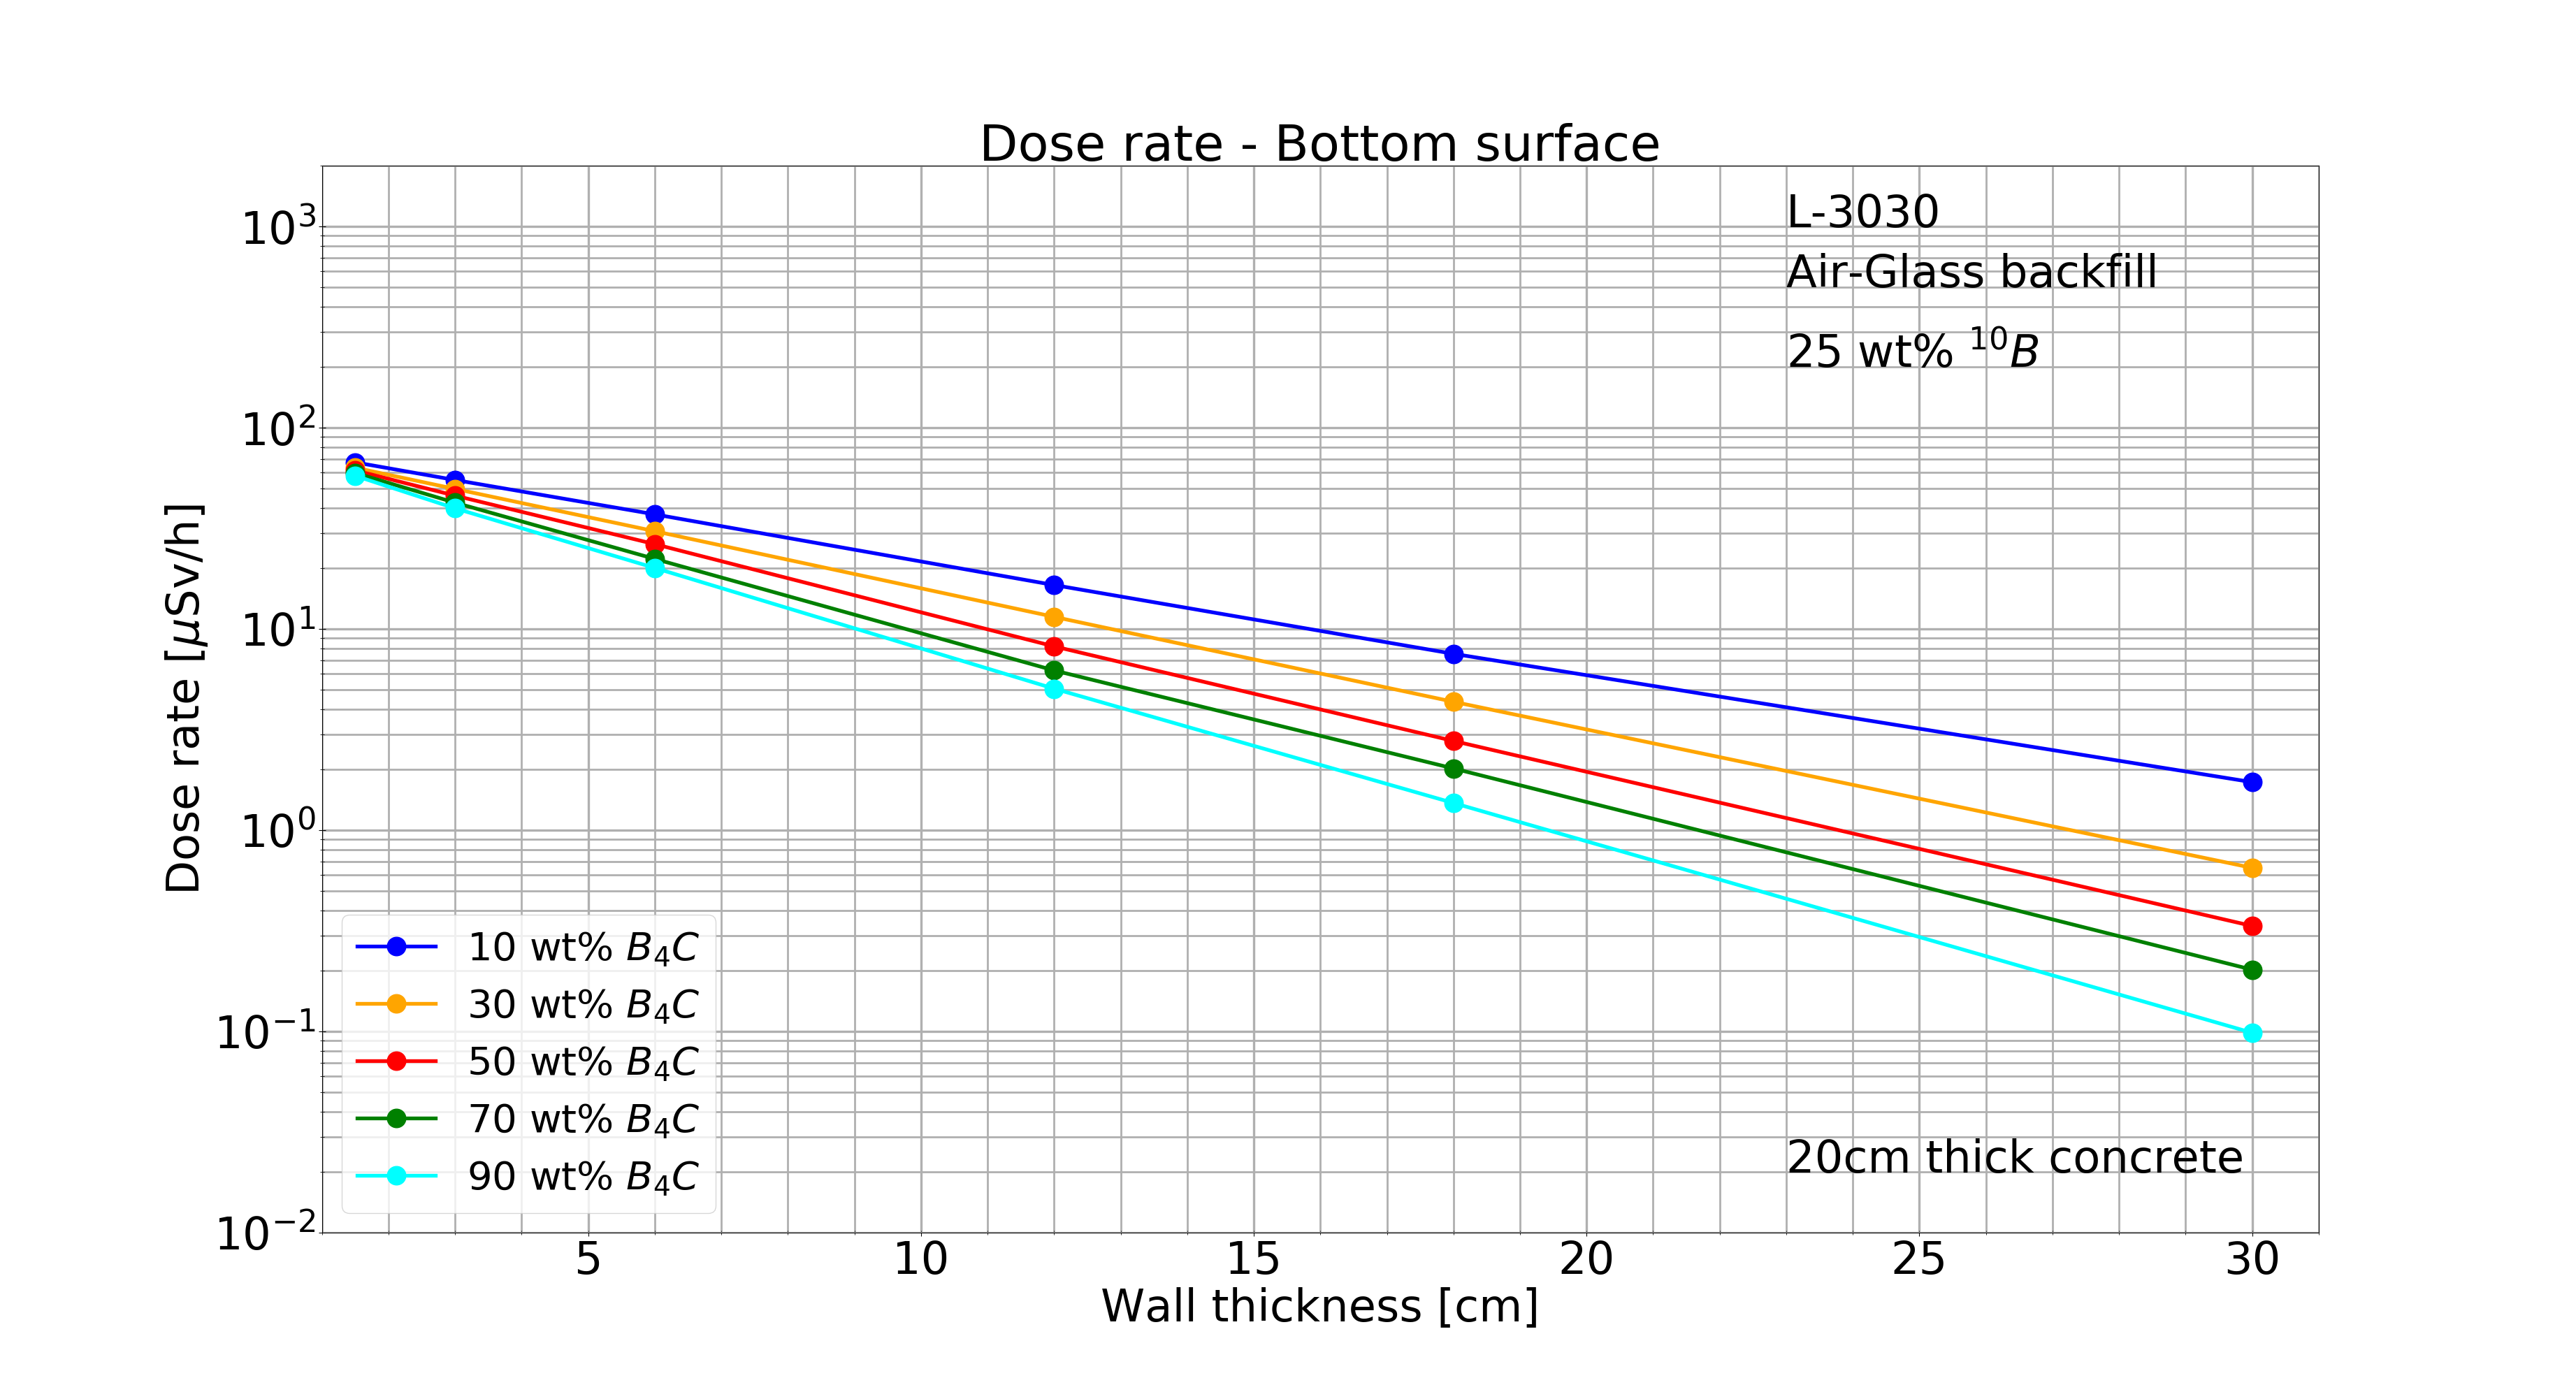 Dose rate - Bottom surface
L-3030
Air-Glass backfill
25 wt% ¹⁰B
20cm thick concrete
Dose rate [μSv/h]
10³
10²
10¹
10⁰
10⁻¹
10⁻²
10 wt% B₄C
30 wt% B₄C
50 wt% B₄C
70 wt% B₄C
90 wt% B₄C
5 10 15 20 25 30
Wall thickness [cm]